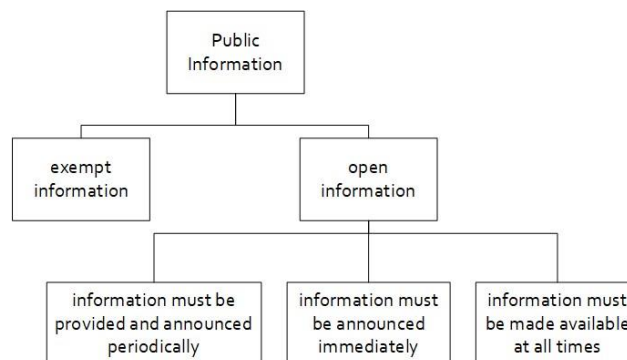 Public
Information
exempt
information
open
information
information must be
provided and announced
periodically
information must
be announced
immediately
information must
be made available
at all times